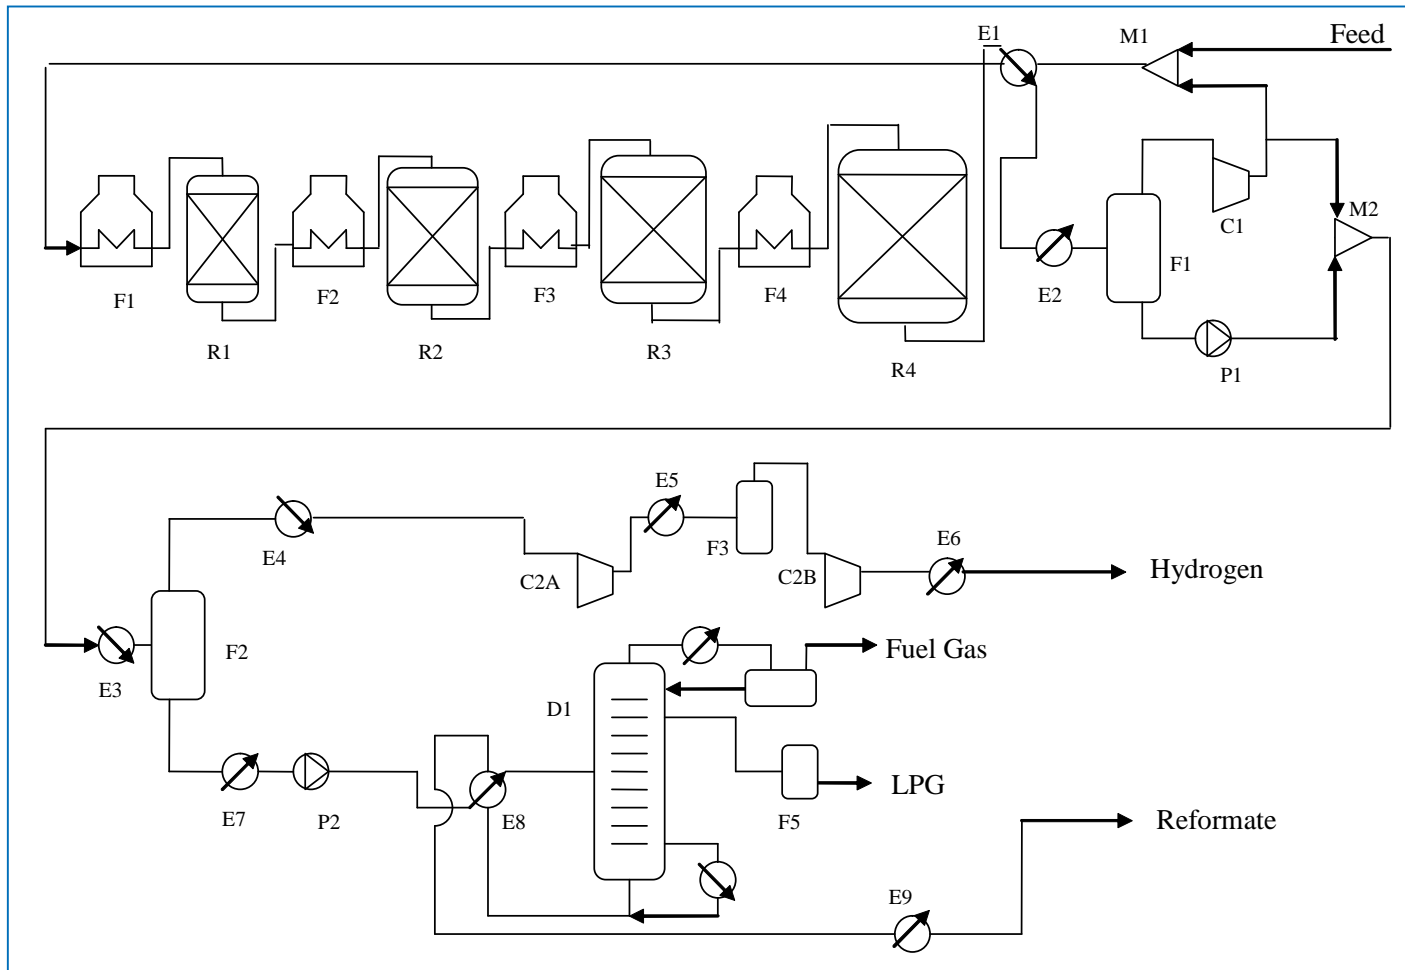 E1
M1
Feed
M2
C1
F1
E2
F1
F2
F3
F4
P1
R1
R2
R3
R4
E5
E4
F3
E6
C2A
C2B
Hydrogen
F2
Fuel Gas
E3
D1
LPG
E7
P2
E8
F5
Reformate
E9